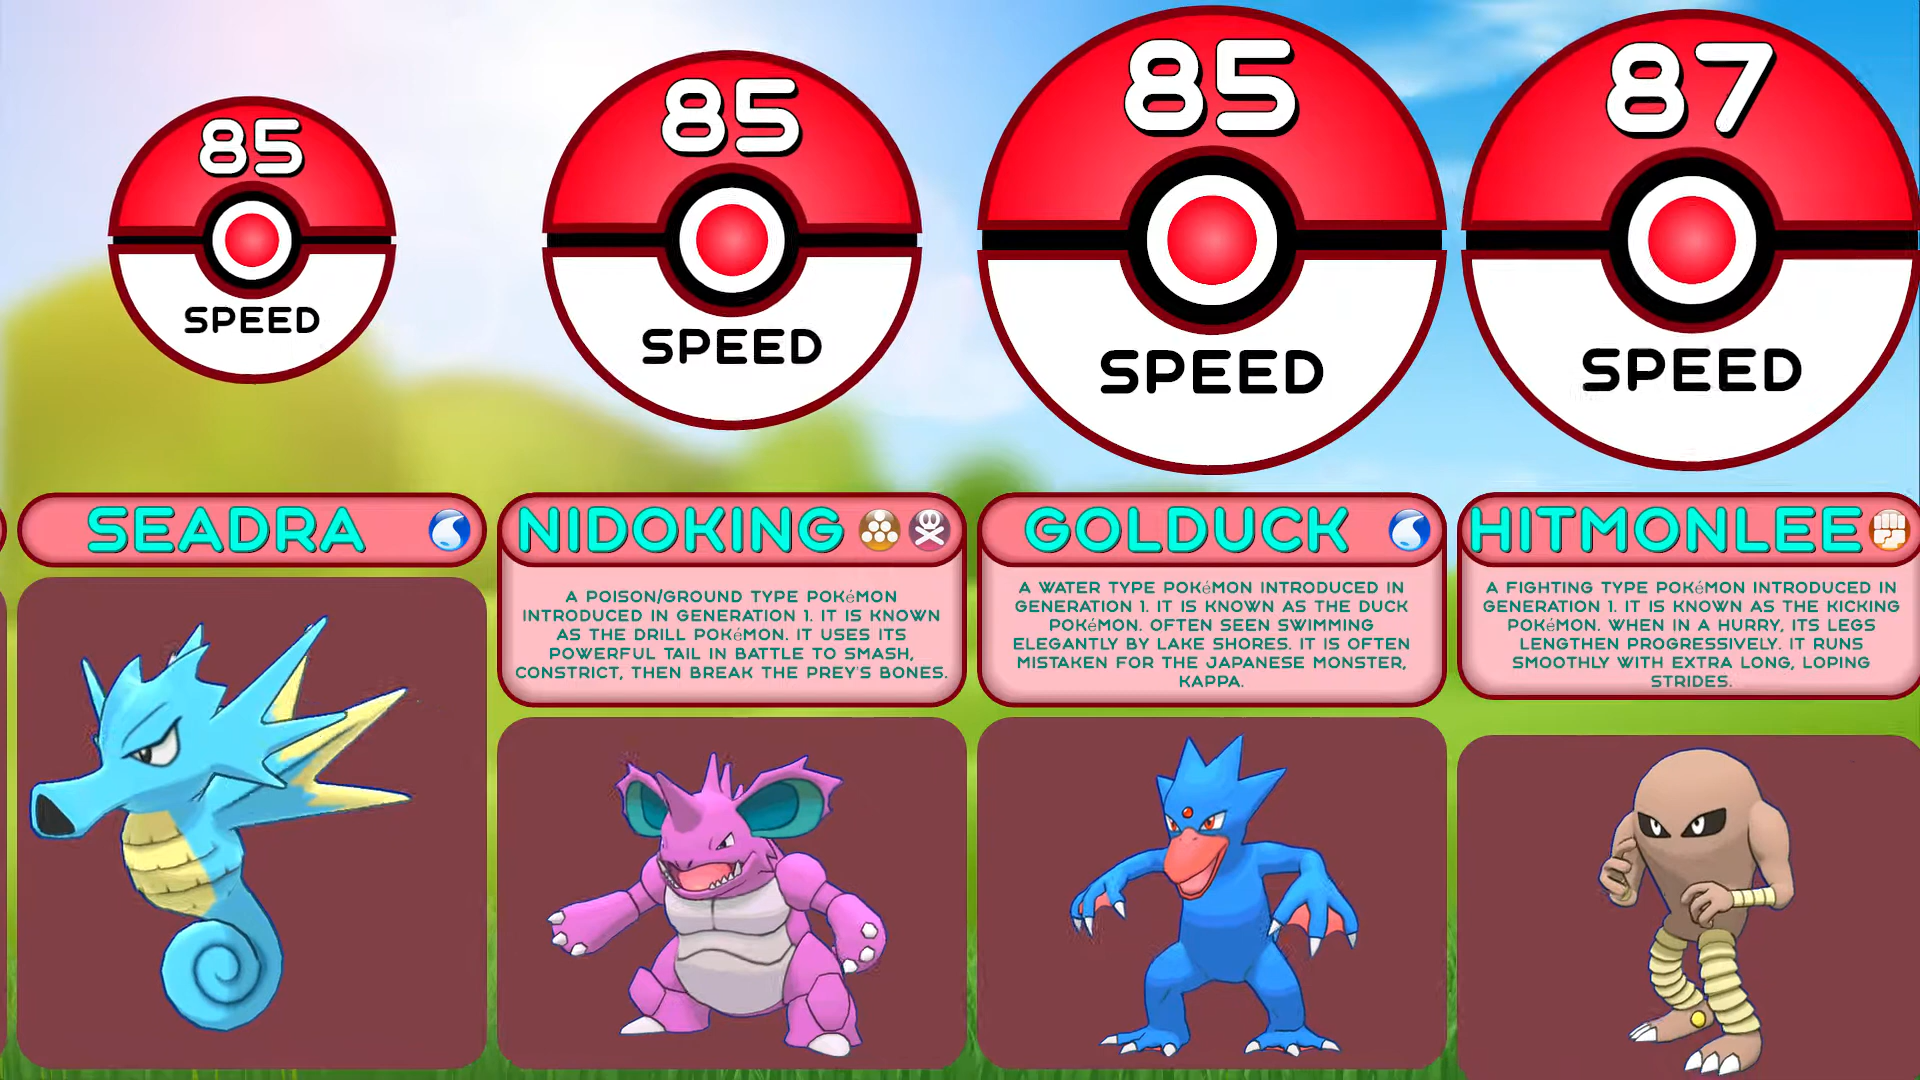 85
SPEED
85
SPEED
85
SPEED
87
SPEED
SEADRA
NIDOKING
A POISON/GROUND TYPE POKéMON
INTRODUCED IN GENERATION 1. IT IS KNOWN
AS THE DRILL POKéMON. IT USES ITS
POWERFUL TAIL IN BATTLE TO SMASH,
CONSTRICT, THEN BREAK THE PREY'S BONES.
GOLDUCK
A WATER TYPE POKéMON INTRODUCED IN
GENERATION 1. IT IS KNOWN AS THE DUCK
POKéMON. OFTEN SEEN SWIMMING
ELEGANTLY BY LAKE SHORES. IT IS OFTEN
MISTAKEN FOR THE JAPANESE MONSTER,
KAPPA.
HITMONLEE
A FIGHTING TYPE POKéMON INTRODUCED IN
GENERATION 1. IT IS KNOWN AS THE KICKING
POKéMON. WHEN IN A HURRY, ITS LEGS
LENGTHEN PROGRESSIVELY. IT RUNS
SMOOTHLY WITH EXTRA LONG, LOPING
STRIDES.